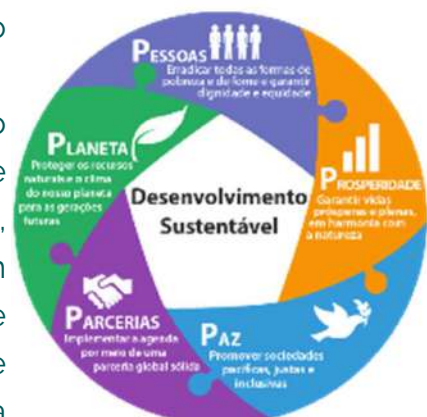 PESSOAS
Erradicar todas as formas de
pobreza e de fome e garantir
dignidade e equidade
PROSPERIDADE
Garantir vidas
prósperas e plenas,
em harmonia com
a natureza
PAZ
Promover sociedades
pacíficas, justas e
inclusivas
PARCERIAS
Implementar a agenda
por meio de uma
parceria global sólida
PLANETA
Proteger os recursos
naturais e o clima
do nosso planeta
para as gerações
futuras
Desenvolvimento
Sustentável